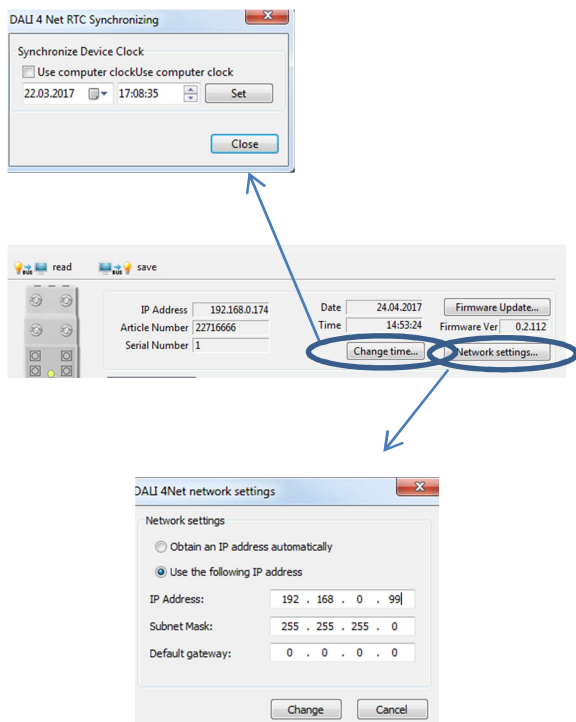 DALI 4 Net RTC Synchronizing
Synchronize Device Clock
Use computer clockUse computer clock
22.03.2017 17:08:35 Set
Close
BUS read BUS save
IP Address 192.168.0.174 Date 24.04.2017 Firmware Update...
Article Number 22716666 Time 14:53:24 Firmware Ver 0.2.112
Serial Number 1 Change time... Network settings...
DALI 4Net network settings
Network settings
Obtain an IP address automatically
Use the following IP address
IP Address: 192 . 168 . 0 . 99
Subnet Mask: 255 . 255 . 255 . 0
Default gateway: 0 . 0 . 0 . 0
Change Cancel